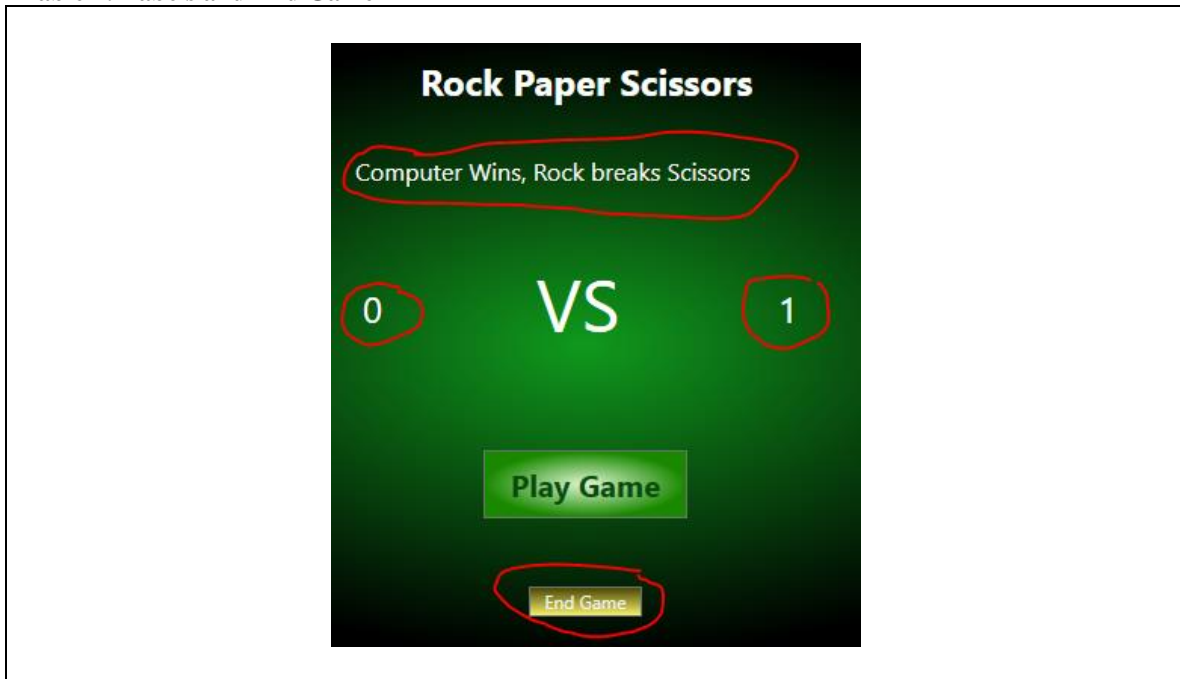 Rock Paper Scissors
Computer Wins, Rock breaks Scissors
0 VS 1
Play Game
End Game